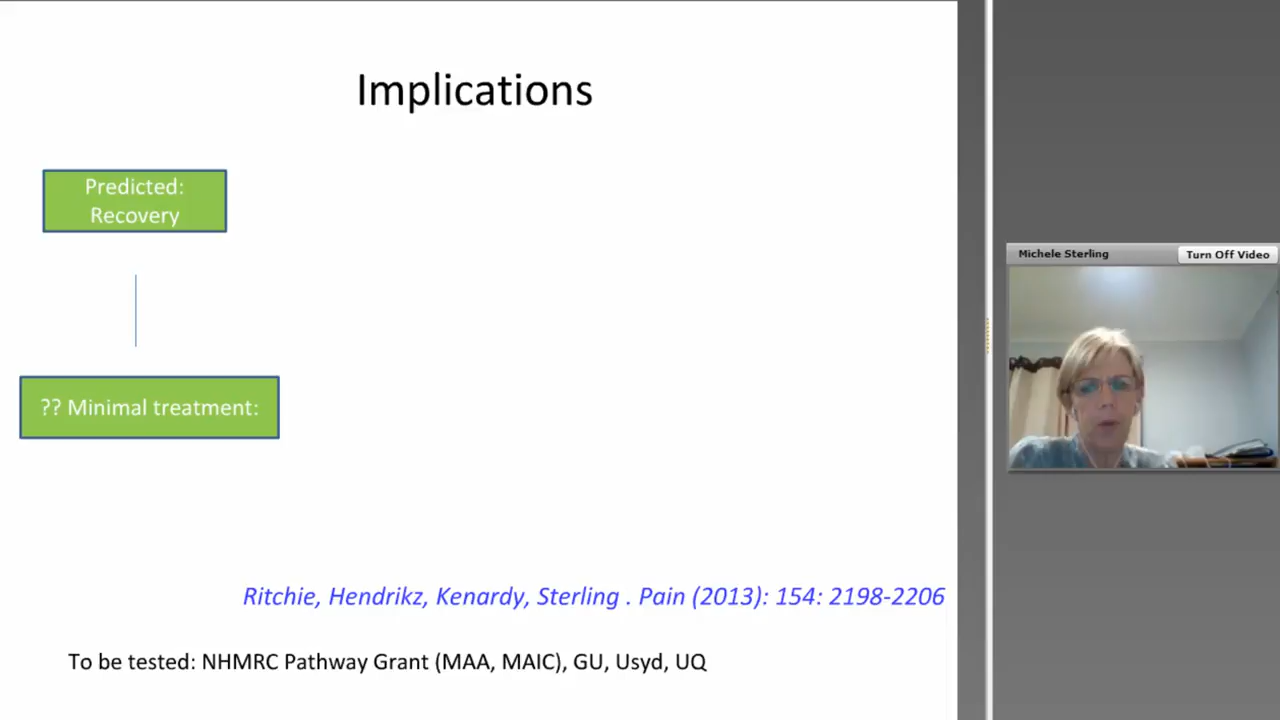 Implications
Predicted:
Recovery
?? Minimal treatment:
Ritchie, Hendrikz, Kenardy, Sterling . Pain (2013): 154: 2198-2206
To be tested: NHMRC Pathway Grant (MAA, MAIC), GU, Usyd, UQ
Michele Sterling
Turn Off Video